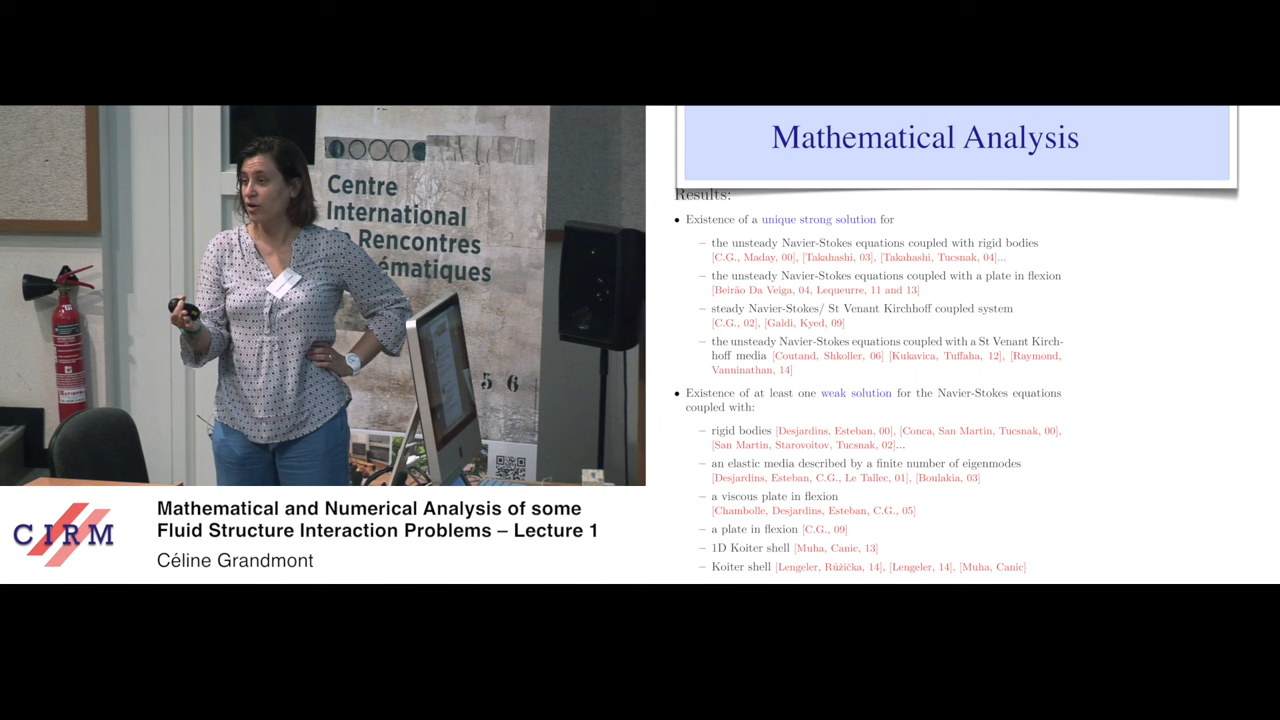 Centre
International
de Rencontres
ématiques
5 6
CIRM
Mathematical and Numerical Analysis of some
Fluid Structure Interaction Problems – Lecture 1
Céline Grandmont
Mathematical Analysis
Results:
• Existence of a unique strong solution for
– the unsteady Navier-Stokes equations coupled with rigid bodies
[C.G., Maday, 00], [Takahashi, 03], [Takahashi, Tucsnak, 04]...
– the unsteady Navier-Stokes equations coupled with a plate in flexion
[Beirão Da Veiga, 04, Lequeurre, 11 and 13]
– steady Navier-Stokes/ St Venant Kirchhoff coupled system
[C.G., 02], [Galdi, Kyed, 09]
– the unsteady Navier-Stokes equations coupled with a St Venant Kirch-
hoff media [Coutand, Shkoller, 06] [Kukavica, Tuffaha, 12], [Raymond,
Vanninathan, 14]
• Existence of at least one weak solution for the Navier-Stokes equations
coupled with:
– rigid bodies [Desjardins, Esteban, 00], [Conca, San Martin, Tucsnak, 00],
[San Martin, Starovoitov, Tucsnak, 02]...
– an elastic media described by a finite number of eigenmodes
[Desjardins, Esteban, C.G., Le Tallec, 01], [Boulakia, 03]
– a viscous plate in flexion
[Chambolle, Desjardins, Esteban, C.G., 05]
– a plate in flexion [C.G., 09]
– 1D Koiter shell [Muha, Canic, 13]
– Koiter shell [Lengeler, Růžička, 14], [Lengeler, 14], [Muha, Canic]